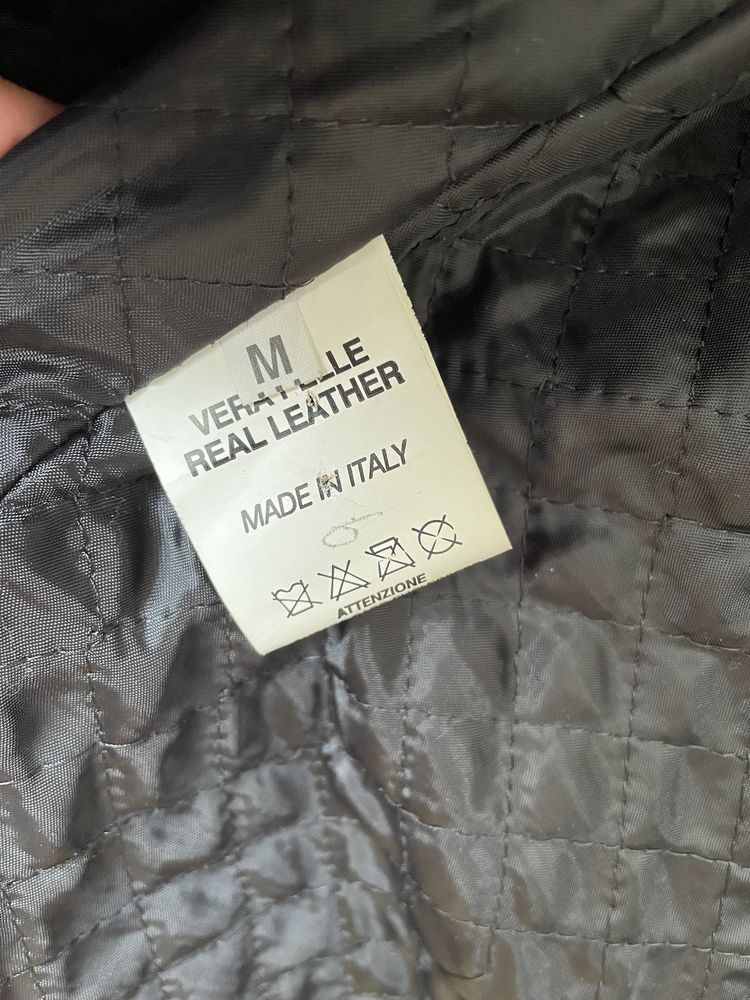 M
VERA PELLE
REAL LEATHER
MADE IN ITALY
ATTENZIONE